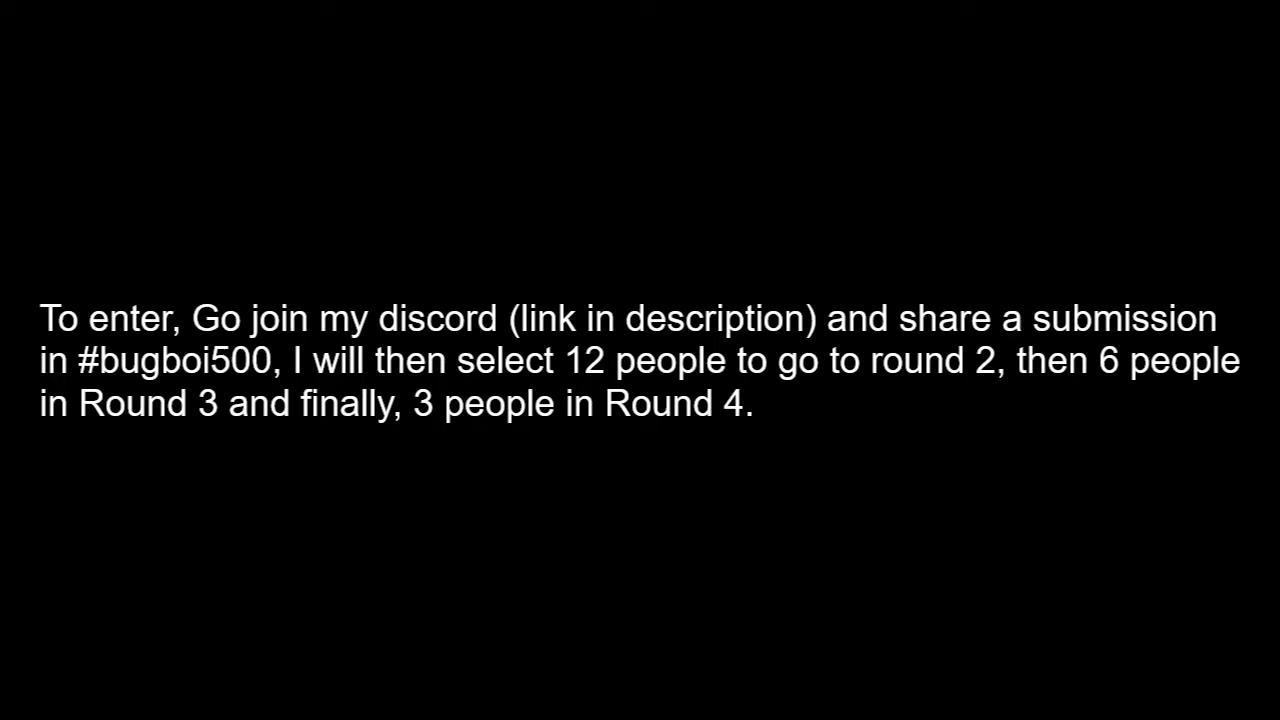 To enter, Go join my discord (link in description) and share a submission
in #bugboi500, I will then select 12 people to go to round 2, then 6 people
in Round 3 and finally, 3 people in Round 4.